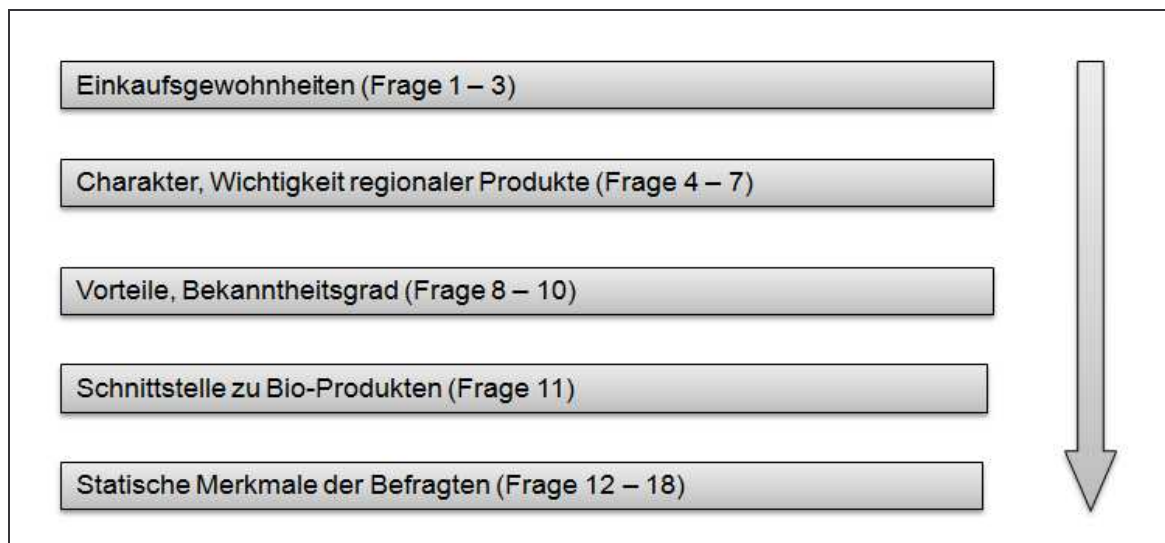 Einkaufsgewohnheiten (Frage 1 – 3)
Charakter, Wichtigkeit regionaler Produkte (Frage 4 – 7)
Vorteile, Bekanntheitsgrad (Frage 8 – 10)
Schnittstelle zu Bio-Produkten (Frage 11)
Statische Merkmale der Befragten (Frage 12 – 18)